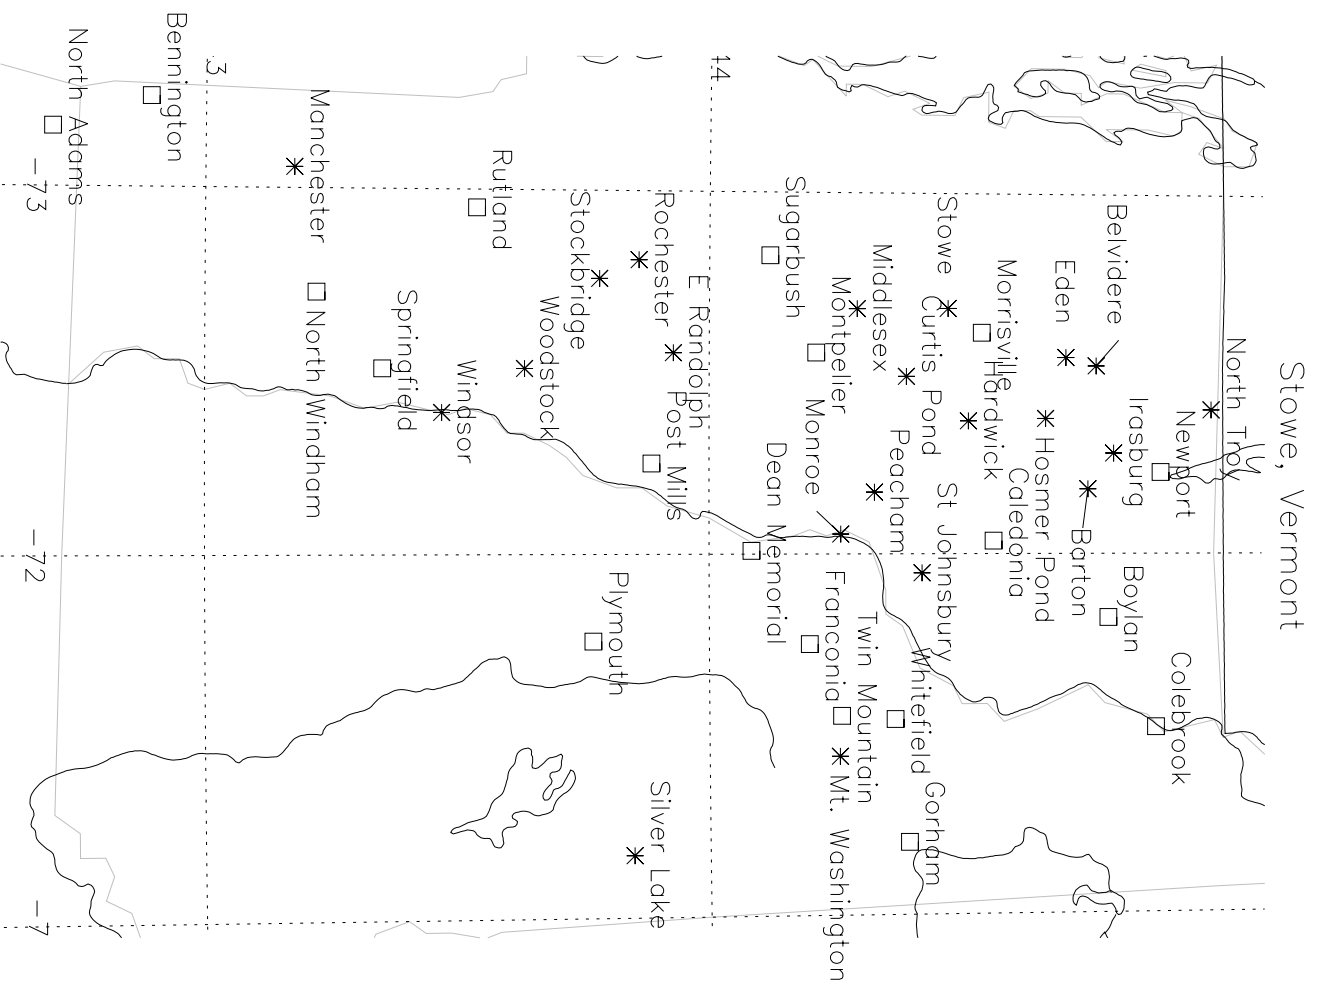 Stowe, Vermont
North Troy
Newport
Irasburg
Belvidere
Colebrook
Boylan
Barton
Eden
Hosmer Pond
Caledonia
Morrisville
Hardwick
Stowe
St Johnsbury
Curtis Pond
Gorham
Whitefield
Peacham
Middlesex
Twin Mountain
Montpelier
Mt. Washington
Franconia
Monroe
Sugarbush
Dean Memorial
44
E Randolph
Post Mills
Rochester
Silver Lake
Plymouth
Stockbridge
Woodstock
Rutland
Windsor
Springfield
Manchester
North Windham
3
Bennington
North Adams
-73
-72
-7